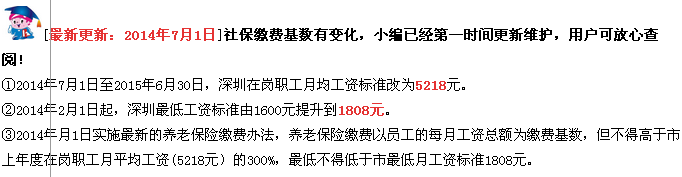 [最新更新：2014年7月1日]社保缴费基数有变化，小编已经第一时间更新维护，用户可放心查
阅！
①2014年7月1日至2015年6月30日，深圳在岗职工月均工资标准改为5218元。
②2014年2月1日起，深圳最低工资标准由1600元提升到1808元。
③2014年月1日实施最新的养老保险缴费办法，养老保险缴费以员工的每月工资总额为缴费基数，但不得高于市
上年度在岗职工月平均工资(5218元）的300%，最低不得低于市最低月工资标准1808元。